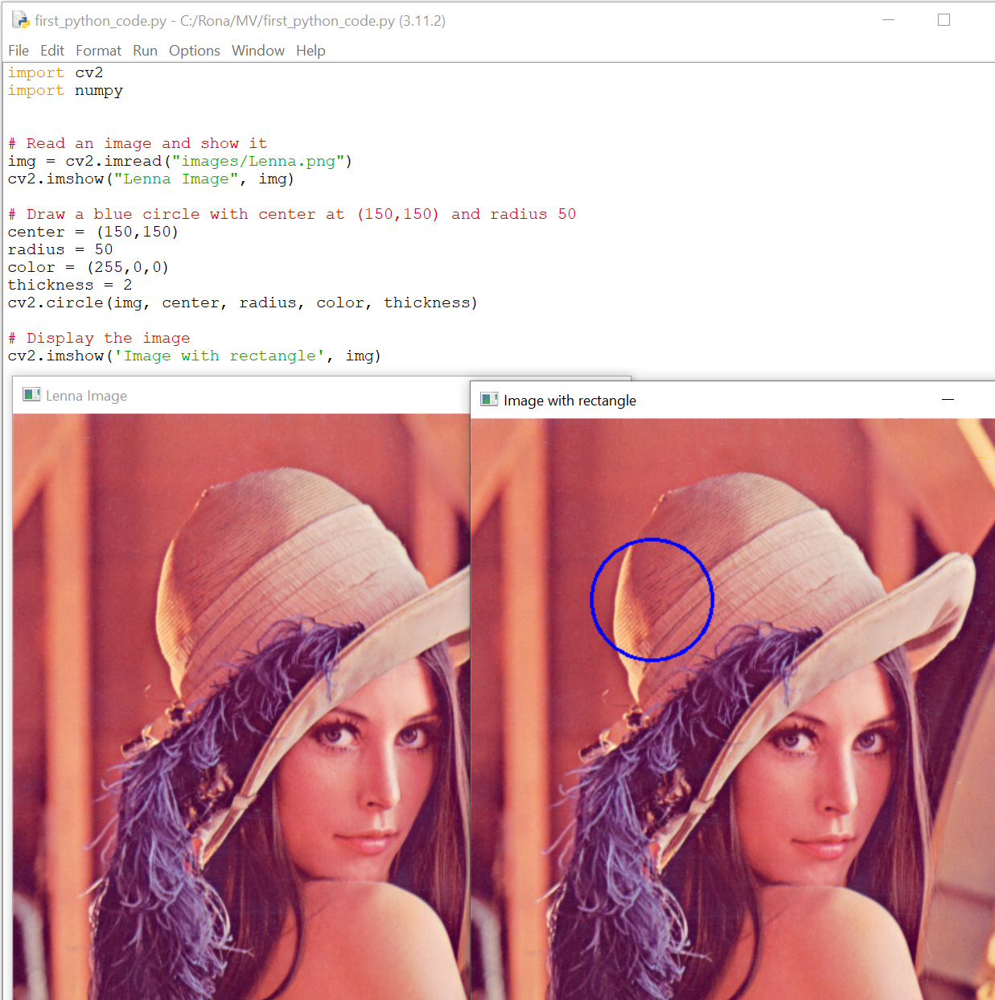 first_python_code.py - C:/Rona/MV/first_python_code.py (3.11.2)
File Edit Format Run Options Window Help
import cv2
import numpy
# Read an image and show it
img = cv2.imread("images/Lenna.png")
cv2.imshow("Lenna Image", img)
# Draw a blue circle with center at (150,150) and radius 50
center = (150,150)
radius = 50
color = (255,0,0)
thickness = 2
cv2.circle(img, center, radius, color, thickness)
# Display the image
cv2.imshow('Image with rectangle', img)
Lenna Image
Image with rectangle